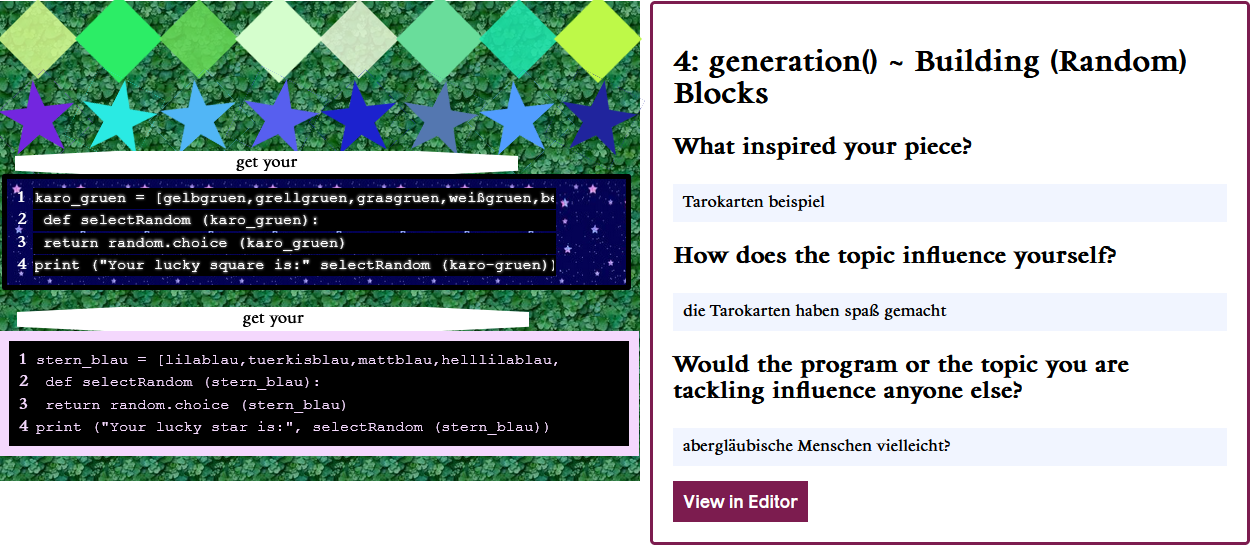 get your
1 karo_gruen = [gelbgruen,grellgruen,grasgruen,weißgruen,be
2 def selectRandom (karo_gruen):
3 return random.choice (karo_gruen)
4 print ("Your lucky square is:" selectRandom (karo-gruen))
get your
1 stern_blau = [lilablau,tuerkisblau,mattblau,helllilablau,
2 def selectRandom (stern_blau):
3 return random.choice (stern_blau)
4 print ("Your lucky star is:", selectRandom (stern_blau))
4: generation() ~ Building (Random)
Blocks
What inspired your piece?
Tarokarten beispiel
How does the topic influence yourself?
die Tarokarten haben spaß gemacht
Would the program or the topic you are
tackling influence anyone else?
abergläubische Menschen vielleicht?
View in Editor